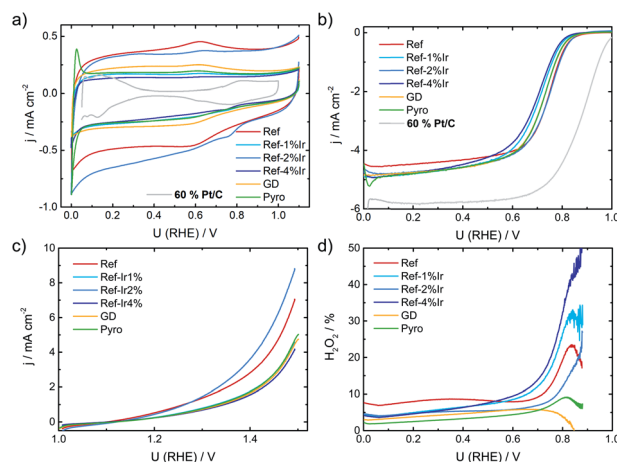 a)
0.5
0.0
-0.5
-1.0
j / mA cm-2
0.0 0.2 0.4 0.6 0.8 1.0
U (RHE) / V
Ref
Ref-1%Ir
Ref-2%Ir
Ref-4%Ir
GD
Pyro
60 % Pt/C
b)
0
-2
-4
-6
j / mA cm-2
0.0 0.2 0.4 0.6 0.8 1.0
U (RHE) / V
Ref
Ref-1%Ir
Ref-2%Ir
Ref-4%Ir
GD
Pyro
60 % Pt/C
c)
10
8
6
4
2
0
j / mA cm-2
1.0 1.2 1.4
U (RHE) / V
Ref
Ref-Ir1%
Ref-Ir2%
Ref-Ir4%
GD
Pyro
d)
50
40
30
20
10
0
H2O2 / %
0.0 0.2 0.4 0.6 0.8 1.0
U (RHE) / V
Ref
Ref-1%Ir
Ref-2%Ir
Ref-4%Ir
GD
Pyro